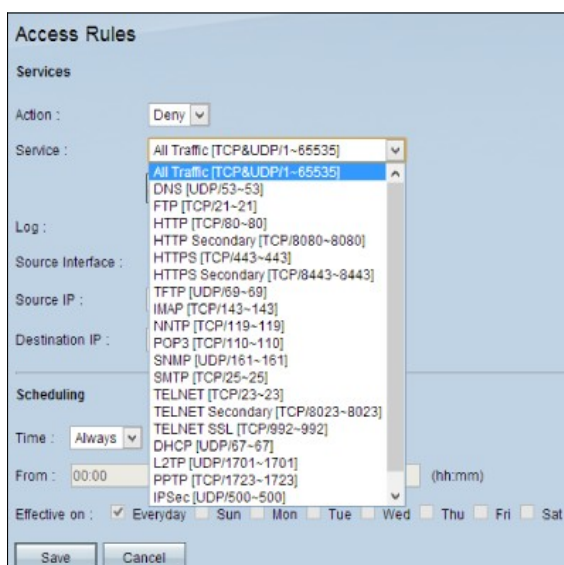 Access Rules
Services
Action : Deny
Service : All Traffic [TCP&UDP/1~65535]
All Traffic [TCP&UDP/1~65535]
DNS [UDP/53~53]
FTP [TCP/21~21]
HTTP [TCP/80~80]
HTTP Secondary [TCP/8080~8080]
HTTPS [TCP/443~443]
HTTPS Secondary [TCP/8443~8443]
TFTP [UDP/69~69]
IMAP [TCP/143~143]
NNTP [TCP/119~119]
POP3 [TCP/110~110]
SNMP [UDP/161~161]
SMTP [TCP/25~25]
TELNET [TCP/23~23]
TELNET Secondary [TCP/8023~8023]
TELNET SSL [TCP/992~992]
DHCP [UDP/67~67]
L2TP [UDP/1701~1701]
PPTP [TCP/1723~1723]
IPSec [UDP/500~500]
Log :
Source Interface :
Source IP :
Destination IP :
Scheduling
Time : Always
From : 00:00 (hh:mm)
Effective on : Everyday Sun Mon Tue Wed Thu Fri Sat
Save Cancel